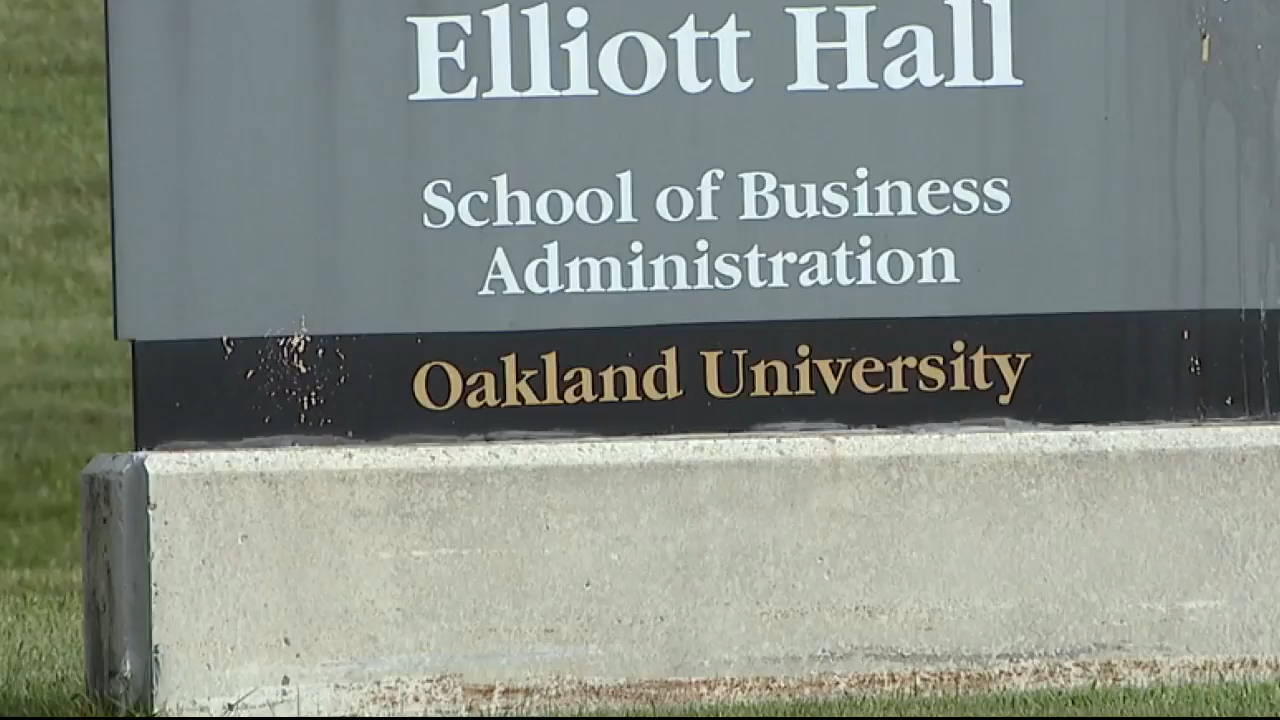 Elliott Hall
School of Business
Administration
Oakland University